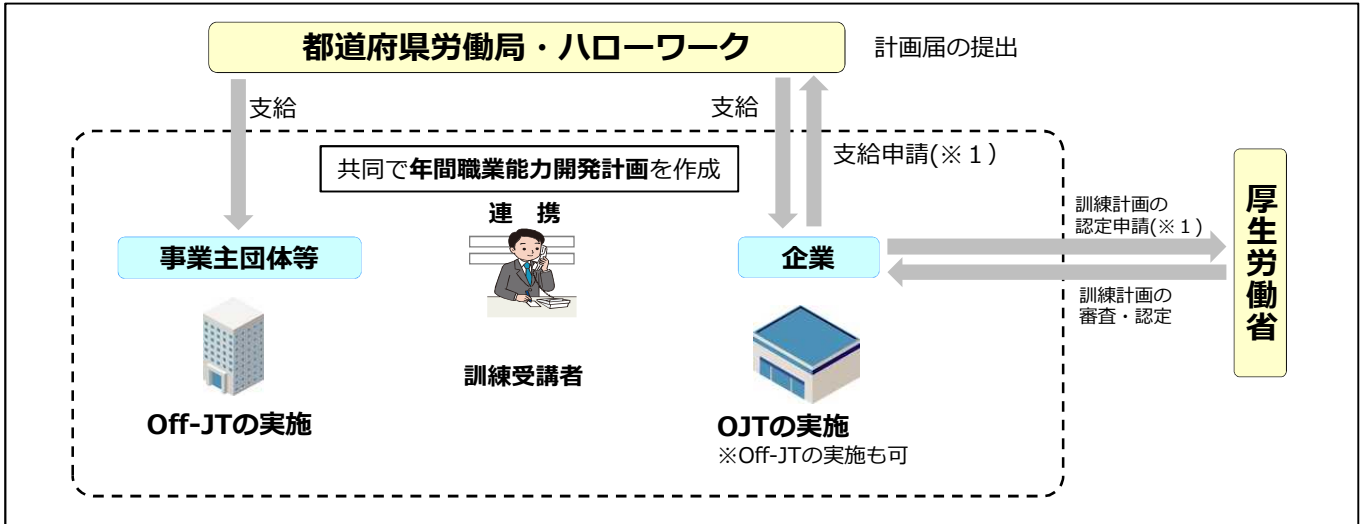 都道府県労働局・ハローワーク
計画届の提出
支給
支給
支給申請(※１)
共同で年間職業能力開発計画を作成
連 携
訓練計画の
認定申請(※１)
事業主団体等
企業
厚生労働省
訓練計画の
審査・認定
訓練受講者
Off-JTの実施
OJTの実施
※Off-JTの実施も可